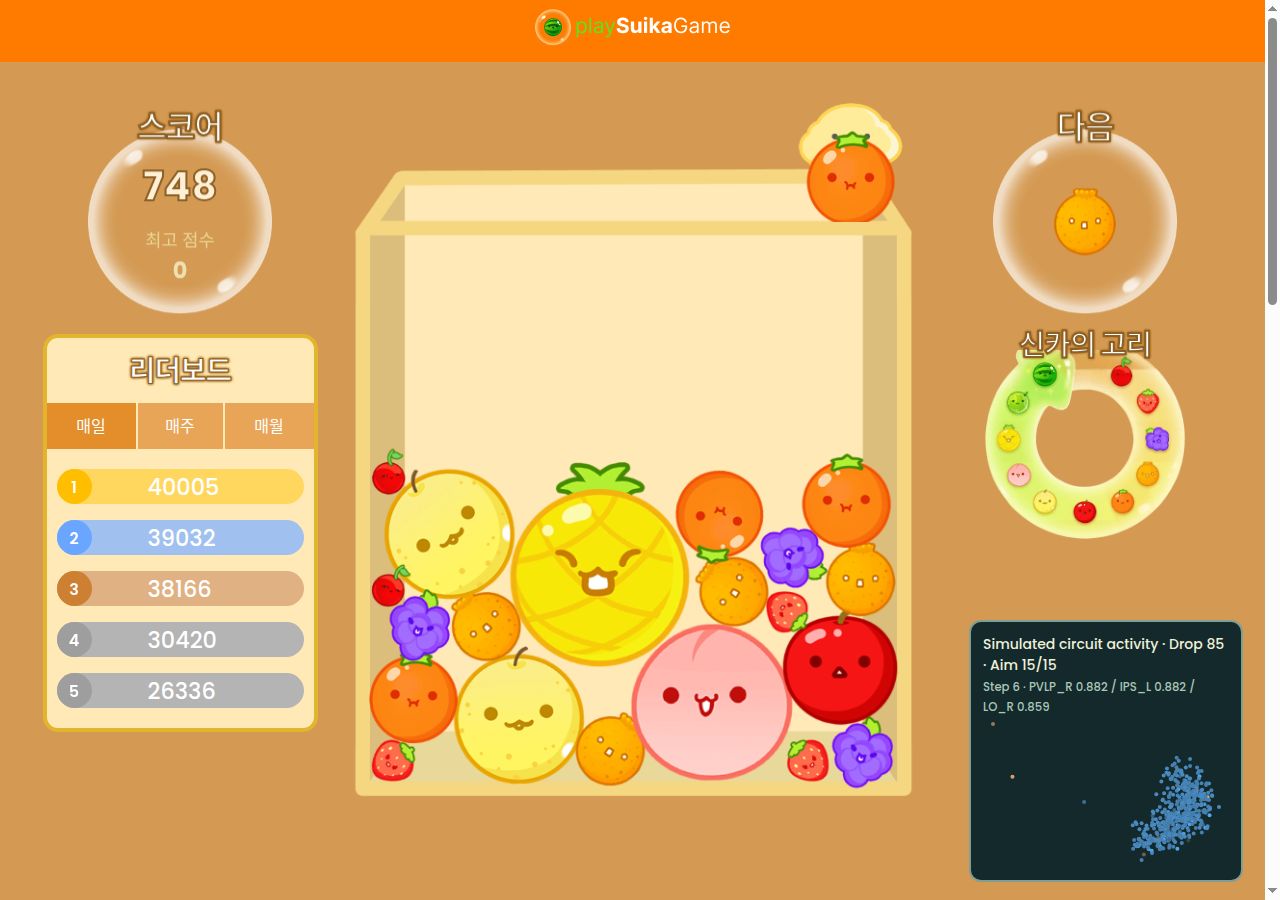 playSuikaGame
스코어
748
최고 점수
0
리더보드
매일 매주 매월
1 40005
2 39032
3 38166
4 30420
5 26336
다음
신카의 고리
Simulated circuit activity · Drop 85
· Aim 15/15
Step 6 · PVLP_R 0.882 / IPS_L 0.882 /
LO_R 0.859